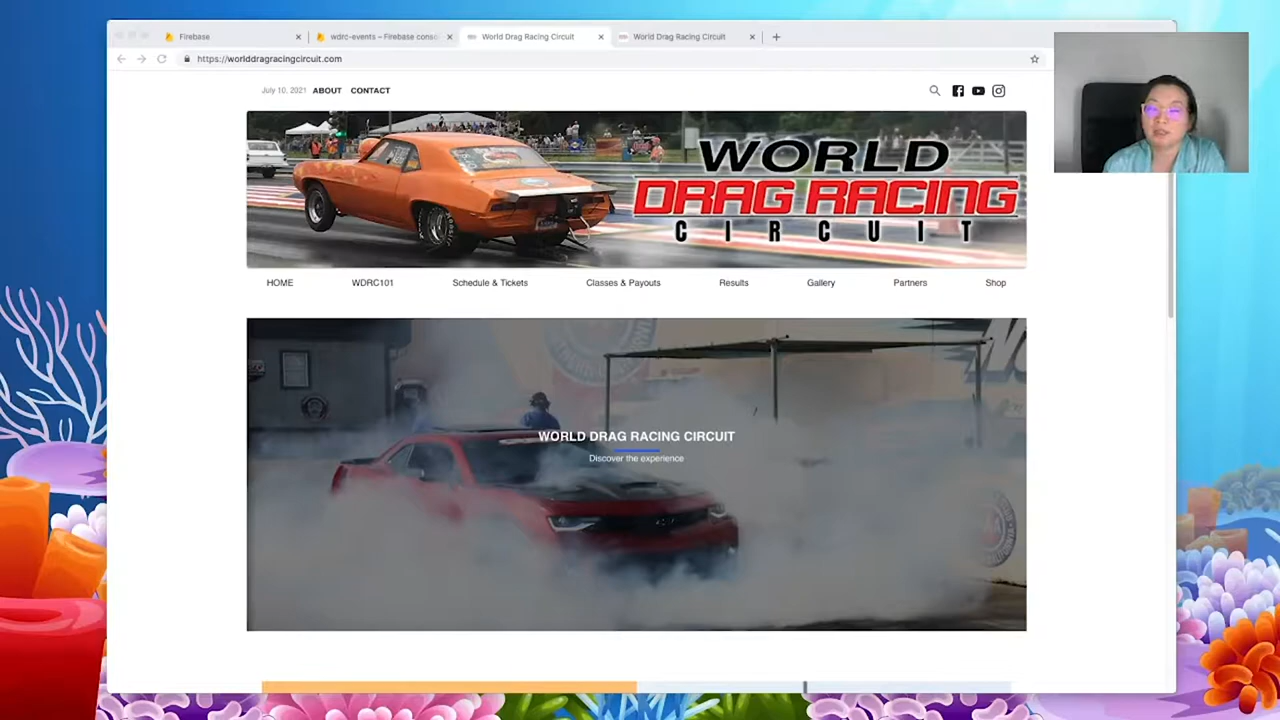 Firebase
wdrc-events – Firebase conso
World Drag Racing Circuit
World Drag Racing Circuit
https://worlddragracingcircuit.com
July 10, 2021 ABOUT CONTACT
WORLD
DRAG RACING
CIRCUIT
HOME WDRC101 Schedule & Tickets Classes & Payouts Results Gallery Partners Shop
WORLD DRAG RACING CIRCUIT
Discover the experience